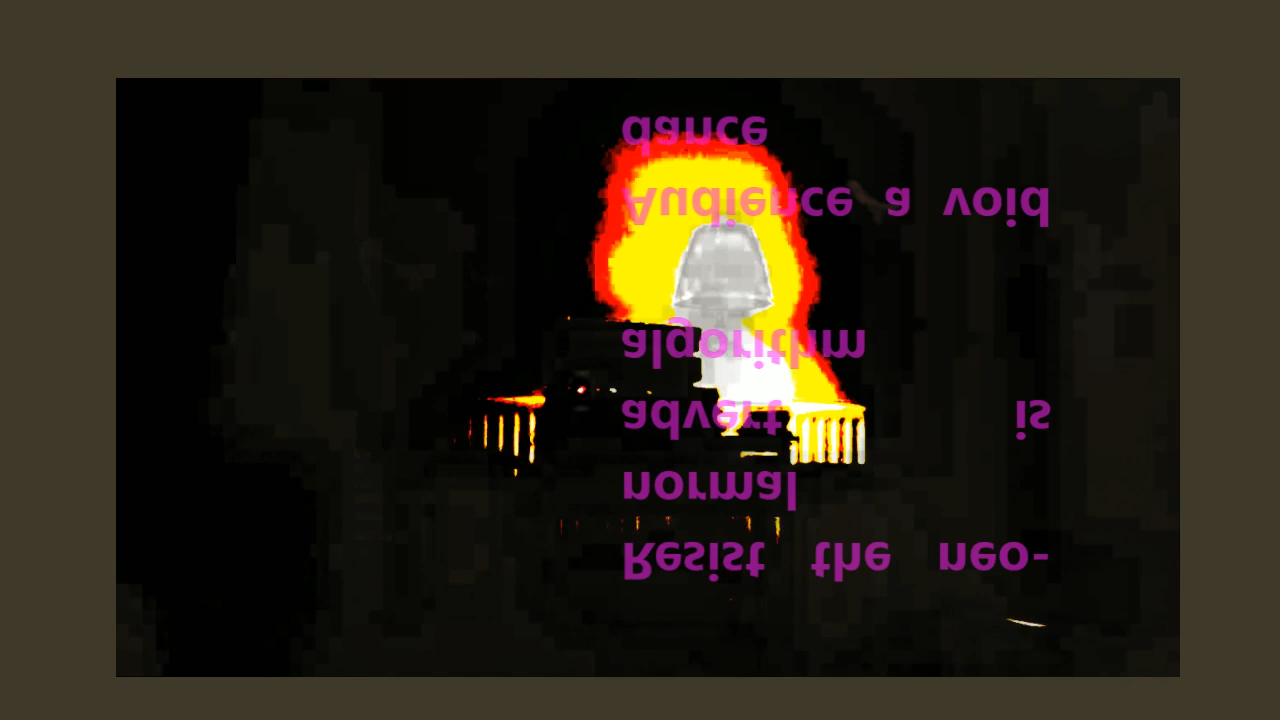 Resist the neo-
normal
advert is
algorithm
Audience a void
dance